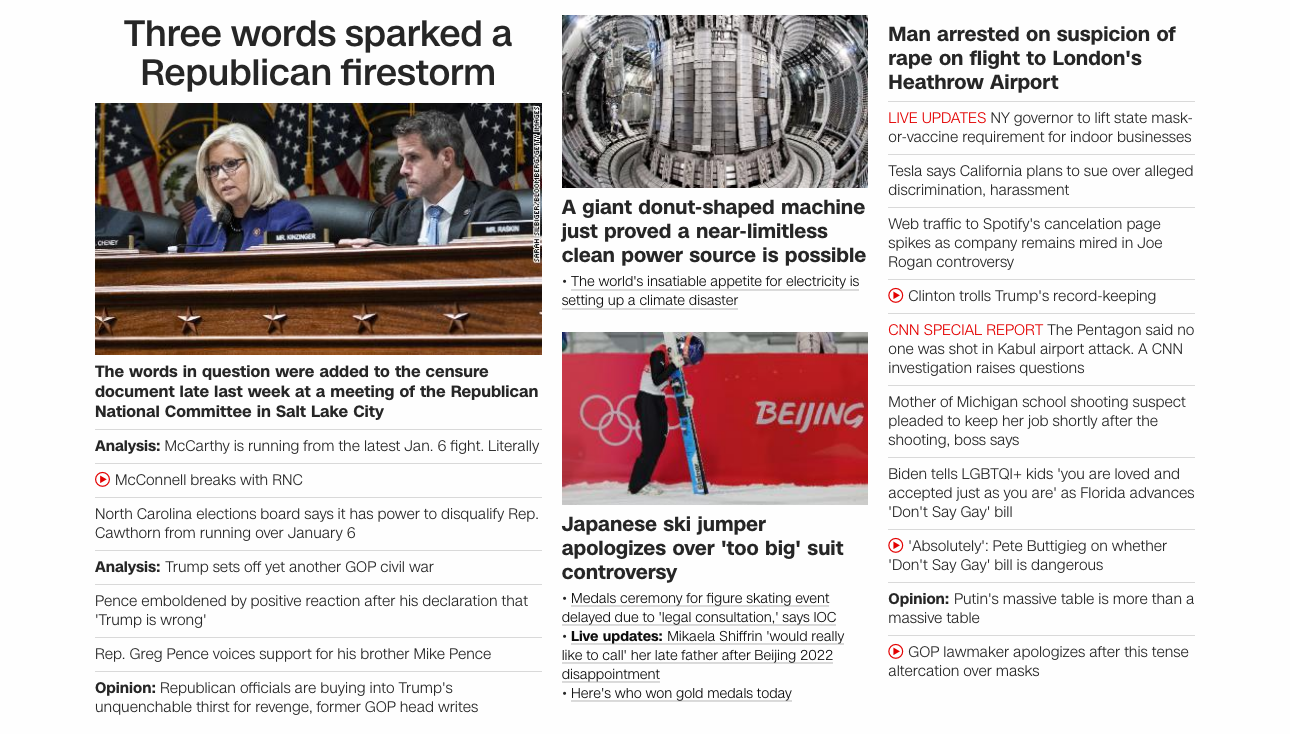 Three words sparked a
Republican firestorm
SARAH SILBIGER/BLOOMBERG/GETTY IMAGES
CHENEY
MR. KINZINGER
MR. RASKIN
The words in question were added to the censure
document late last week at a meeting of the Republican
National Committee in Salt Lake City
Analysis: McCarthy is running from the latest Jan. 6 fight. Literally
McConnell breaks with RNC
North Carolina elections board says it has power to disqualify Rep.
Cawthorn from running over January 6
Analysis: Trump sets off yet another GOP civil war
Pence emboldened by positive reaction after his declaration that
'Trump is wrong'
Rep. Greg Pence voices support for his brother Mike Pence
Opinion: Republican officials are buying into Trump's
unquenchable thirst for revenge, former GOP head writes
A giant donut-shaped machine
just proved a near-limitless
clean power source is possible
• The world's insatiable appetite for electricity is
setting up a climate disaster
BEIJING
Japanese ski jumper
apologizes over 'too big' suit
controversy
• Medals ceremony for figure skating event
delayed due to 'legal consultation,' says IOC
• Live updates: Mikaela Shiffrin 'would really
like to call' her late father after Beijing 2022
disappointment
• Here's who won gold medals today
Man arrested on suspicion of
rape on flight to London's
Heathrow Airport
LIVE UPDATES NY governor to lift state mask-
or-vaccine requirement for indoor businesses
Tesla says California plans to sue over alleged
discrimination, harassment
Web traffic to Spotify's cancelation page
spikes as company remains mired in Joe
Rogan controversy
Clinton trolls Trump's record-keeping
CNN SPECIAL REPORT The Pentagon said no
one was shot in Kabul airport attack. A CNN
investigation raises questions
Mother of Michigan school shooting suspect
pleaded to keep her job shortly after the
shooting, boss says
Biden tells LGBTQI+ kids 'you are loved and
accepted just as you are' as Florida advances
'Don't Say Gay' bill
'Absolutely': Pete Buttigieg on whether
'Don't Say Gay' bill is dangerous
Opinion: Putin's massive table is more than a
massive table
GOP lawmaker apologizes after this tense
altercation over masks